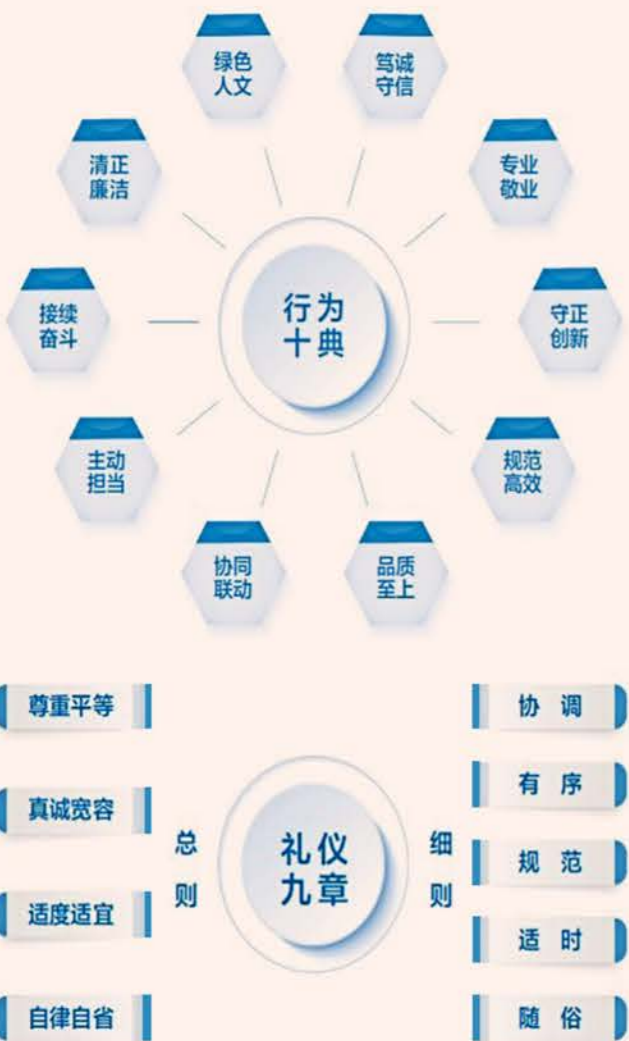 绿色
人文
笃诚
守信
清正
廉洁
专业
敬业
接续
奋斗
行为
十典
守正
创新
主动
担当
规范
高效
协同
联动
品质
至上
尊重平等
真诚宽容
适度适宜
自律自省
总
则
礼仪
九章
细
则
协调
有序
规范
适时
随俗